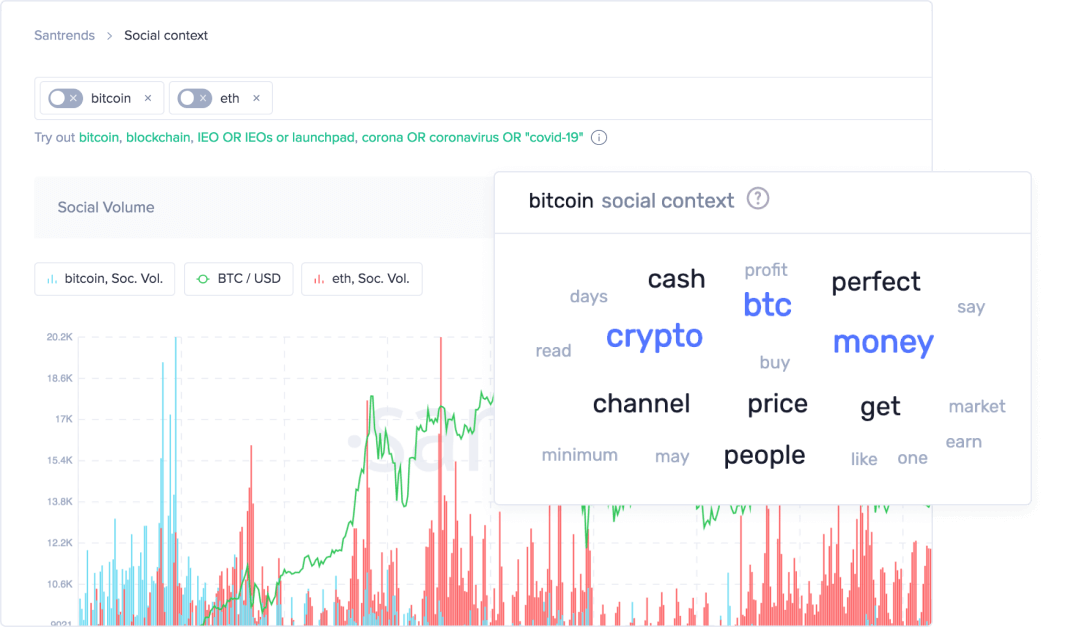 Santrends > Social context
bitcoin × eth ×
Try out bitcoin, blockchain, IEO OR IEOs or launchpad, corona OR coronavirus OR "covid-19"
Social Volume
bitcoin, Soc. Vol. BTC / USD eth, Soc. Vol.
20.2K
18.6K
17K
15.4K
13.8K
12.2K
10.8K
9021
·san
bitcoin social context ?
cash profit perfect
days btc say
crypto money
read buy
channel price get market
earn
minimum may people like one